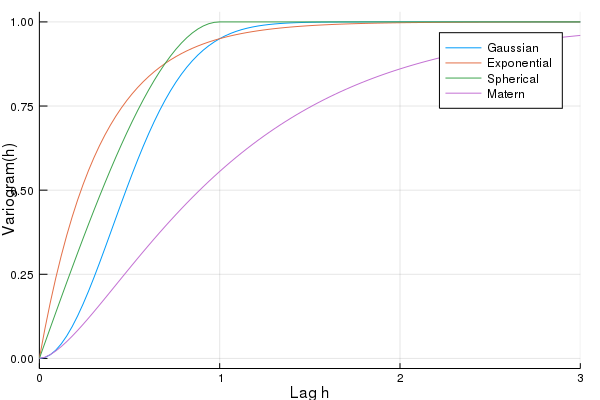 1.00
0.75
0.50
0.25
0.00
Variogram(h)
Gaussian
Exponential
Spherical
Matern
0
1
2
3
Lag h